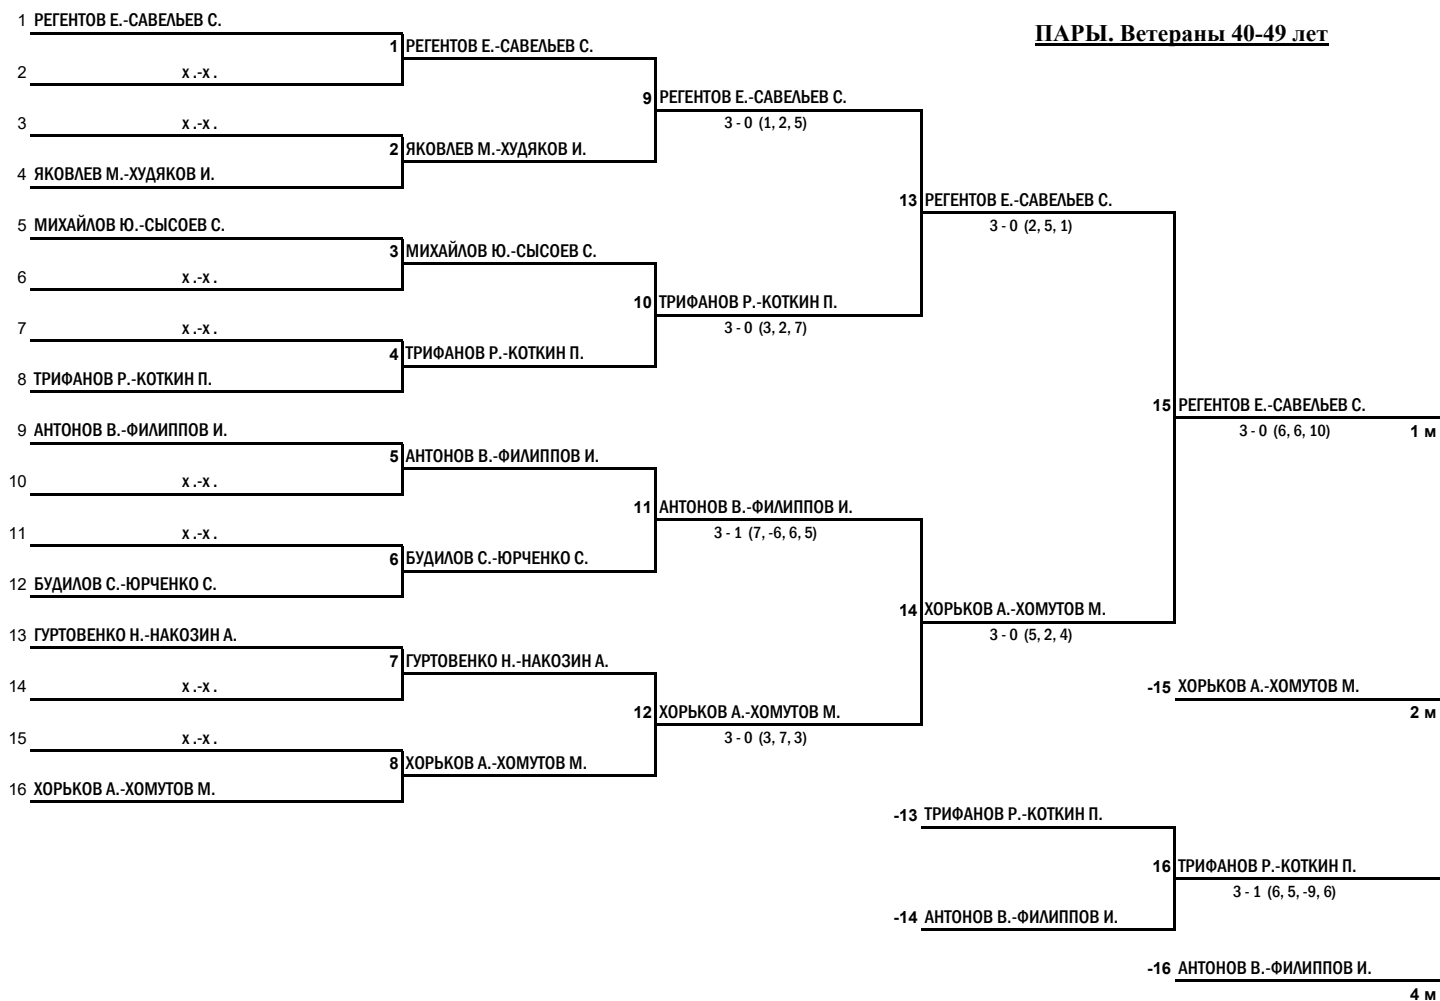 1 РЕГЕНТОВ Е.-САВЕЛЬЕВ С.
ПАРЫ. Ветераны 40-49 лет
1 РЕГЕНТОВ Е.-САВЕЛЬЕВ С.
2 х .-х .
9 РЕГЕНТОВ Е.-САВЕЛЬЕВ С.
3 х .-х .
3 - 0 (1, 2, 5)
2 ЯКОВЛЕВ М.-ХУДЯКОВ И.
4 ЯКОВЛЕВ М.-ХУДЯКОВ И.
13 РЕГЕНТОВ Е.-САВЕЛЬЕВ С.
5 МИХАЙЛОВ Ю.-СЫСОЕВ С.
3 - 0 (2, 5, 1)
3 МИХАЙЛОВ Ю.-СЫСОЕВ С.
6 х .-х .
10 ТРИФАНОВ Р.-КОТКИН П.
7 х .-х .
3 - 0 (3, 2, 7)
4 ТРИФАНОВ Р.-КОТКИН П.
8 ТРИФАНОВ Р.-КОТКИН П.
15 РЕГЕНТОВ Е.-САВЕЛЬЕВ С.
9 АНТОНОВ В.-ФИЛИППОВ И.
3 - 0 (6, 6, 10) 1 м
5 АНТОНОВ В.-ФИЛИППОВ И.
10 х .-х .
11 АНТОНОВ В.-ФИЛИППОВ И.
11 х .-х .
3 - 1 (7, -6, 6, 5)
6 БУДИЛОВ С.-ЮРЧЕНКО С.
12 БУДИЛОВ С.-ЮРЧЕНКО С.
14 ХОРЬКОВ А.-ХОМУТОВ М.
13 ГУРТОВЕНКО Н.-НАКОЗИН А.
3 - 0 (5, 2, 4)
7 ГУРТОВЕНКО Н.-НАКОЗИН А.
14 х .-х .
-15 ХОРЬКОВ А.-ХОМУТОВ М.
12 ХОРЬКОВ А.-ХОМУТОВ М.
2 м
15 х .-х .
3 - 0 (3, 7, 3)
8 ХОРЬКОВ А.-ХОМУТОВ М.
16 ХОРЬКОВ А.-ХОМУТОВ М.
-13 ТРИФАНОВ Р.-КОТКИН П.
16 ТРИФАНОВ Р.-КОТКИН П.
3 - 1 (6, 5, -9, 6)
-14 АНТОНОВ В.-ФИЛИППОВ И.
-16 АНТОНОВ В.-ФИЛИППОВ И.
4 м